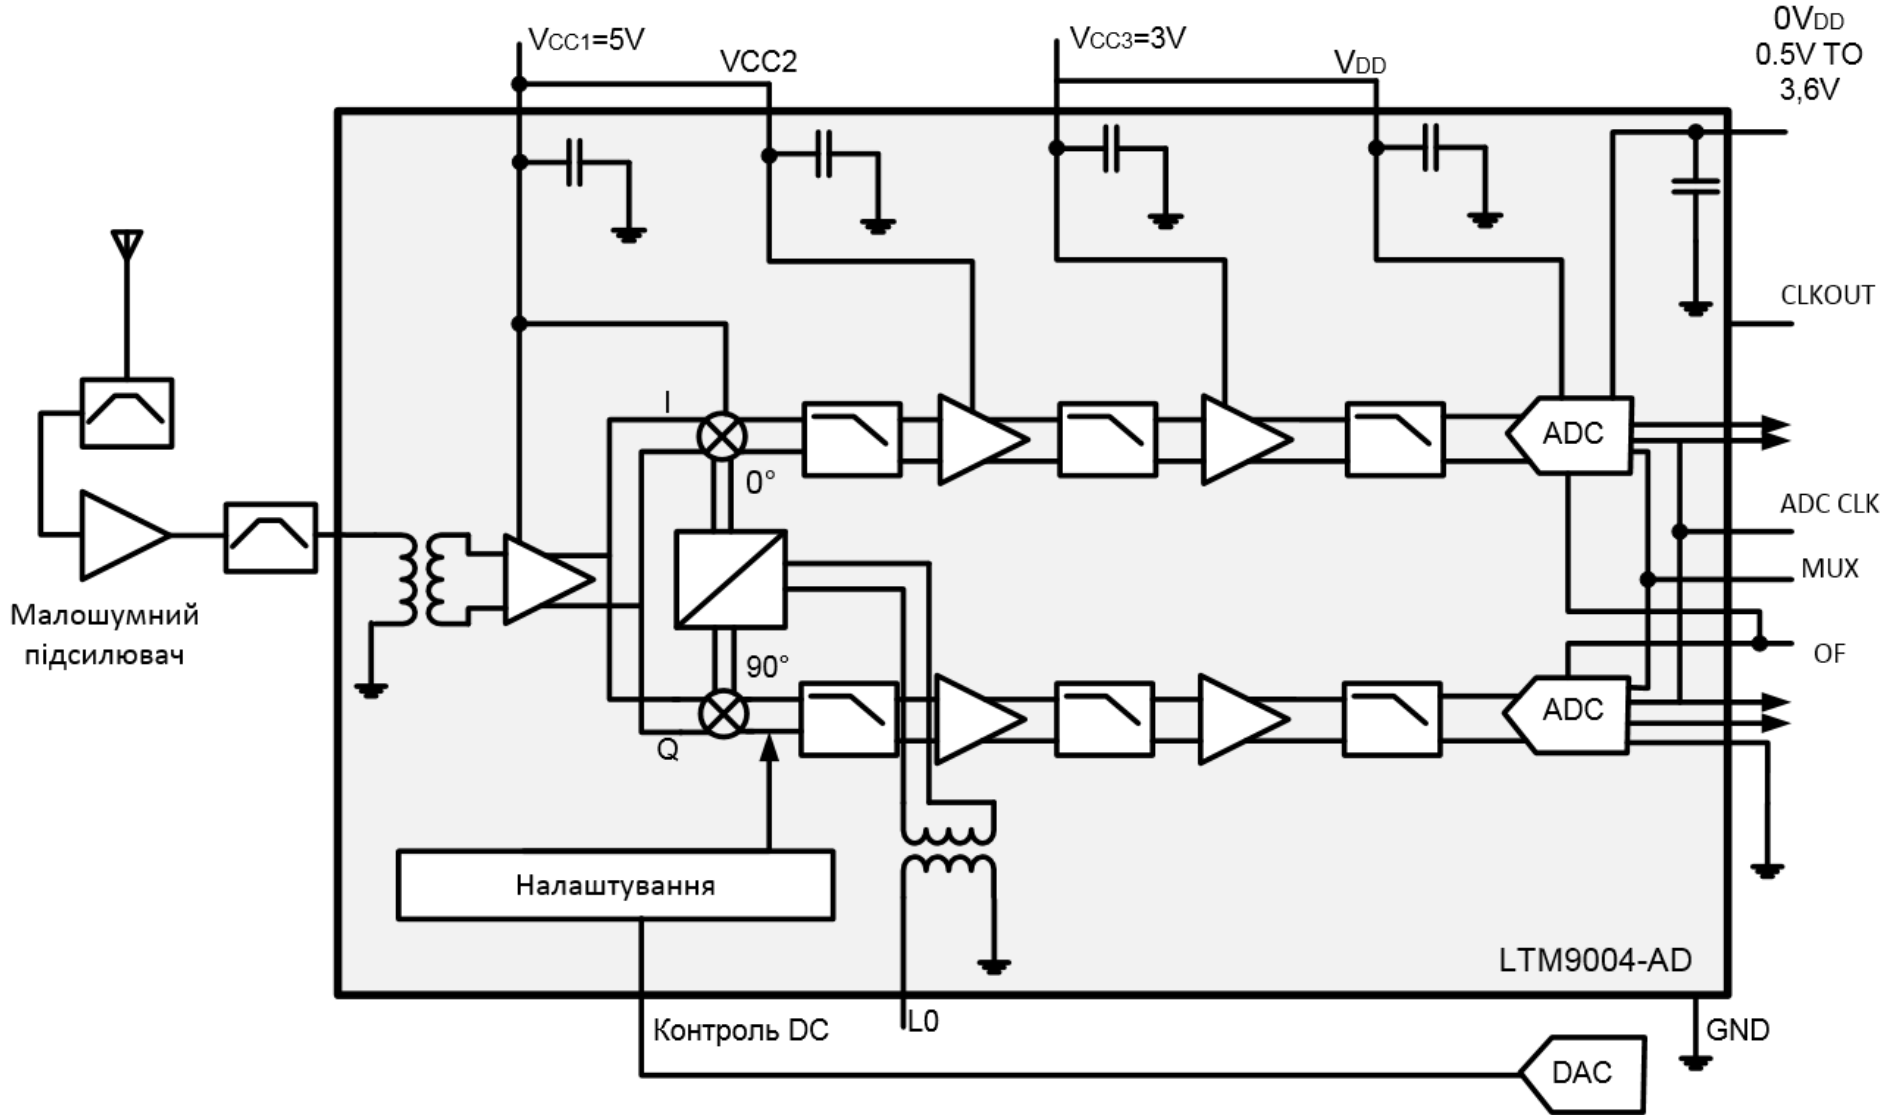 VCC1=5V
VCC2
VCC3=3V
VDD
0VDD
0.5V TO
3,6V
CLKOUT
I
ADC
0°
ADC CLK
MUX
Малошумний
підсилювач
90°
OF
Q
ADC
Налаштування
LTM9004-AD
Контроль DC
L0
GND
DAC